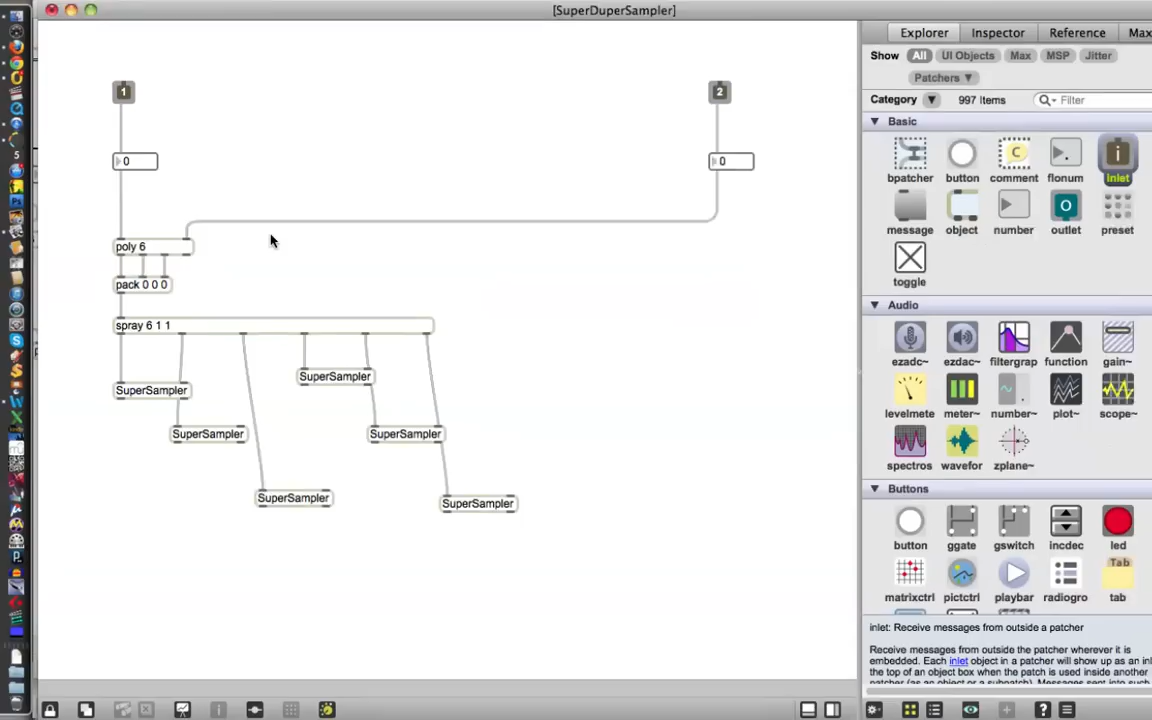 [SuperDuperSampler]
1
2
0
0
poly 6
pack 0 0 0
spray 6 1 1
SuperSampler
SuperSampler
SuperSampler
SuperSampler
SuperSampler
SuperSampler
Explorer Inspector Reference Max
Show All UI Objects Max MSP Jitter
Patchers ▼
Category ▼ 997 Items Filter
Basic
bpatcher button comment flonum Inlet
message object number outlet preset
toggle
Audio
ezadc~ ezdac~ filtergrap function gain~
levelmete meter~ number~ plot~ scope~
spectros wavefor zplane~
Buttons
button ggate gswitch incdec led
matrixctrl pictctrl playbar radiogro tab
inlet: Receive messages from outside a patcher
Receive messages from outside the patcher wherever it is
embedded. Each inlet object in a patcher will show up as an inl
the top of an object box when the patch is used inside another